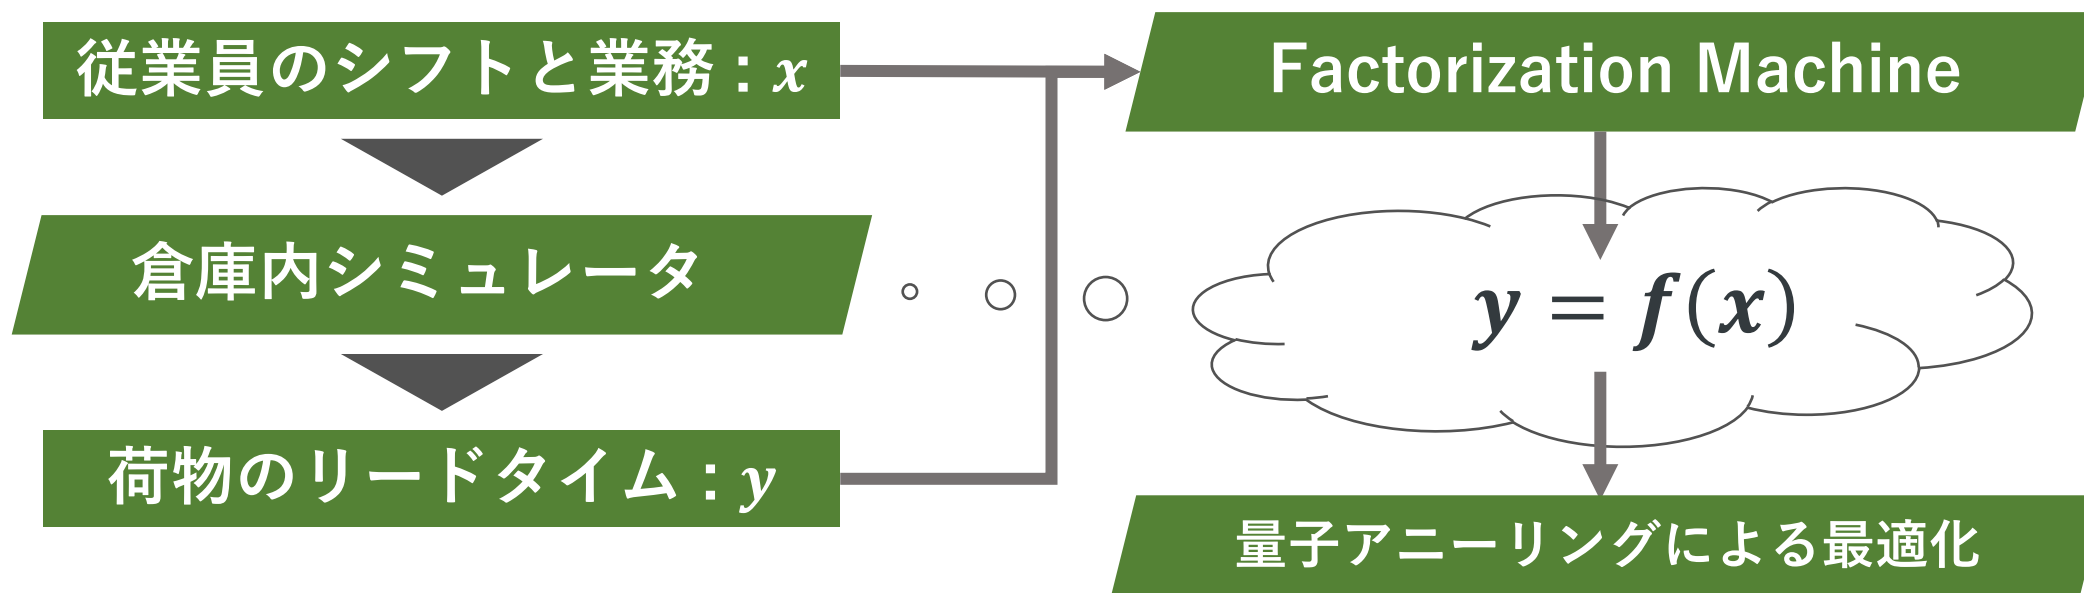 従業員のシフトと業務：x
倉庫内シミュレータ
荷物のリードタイム：y
Factorization Machine
y = f(x)
量子アニーリングによる最適化